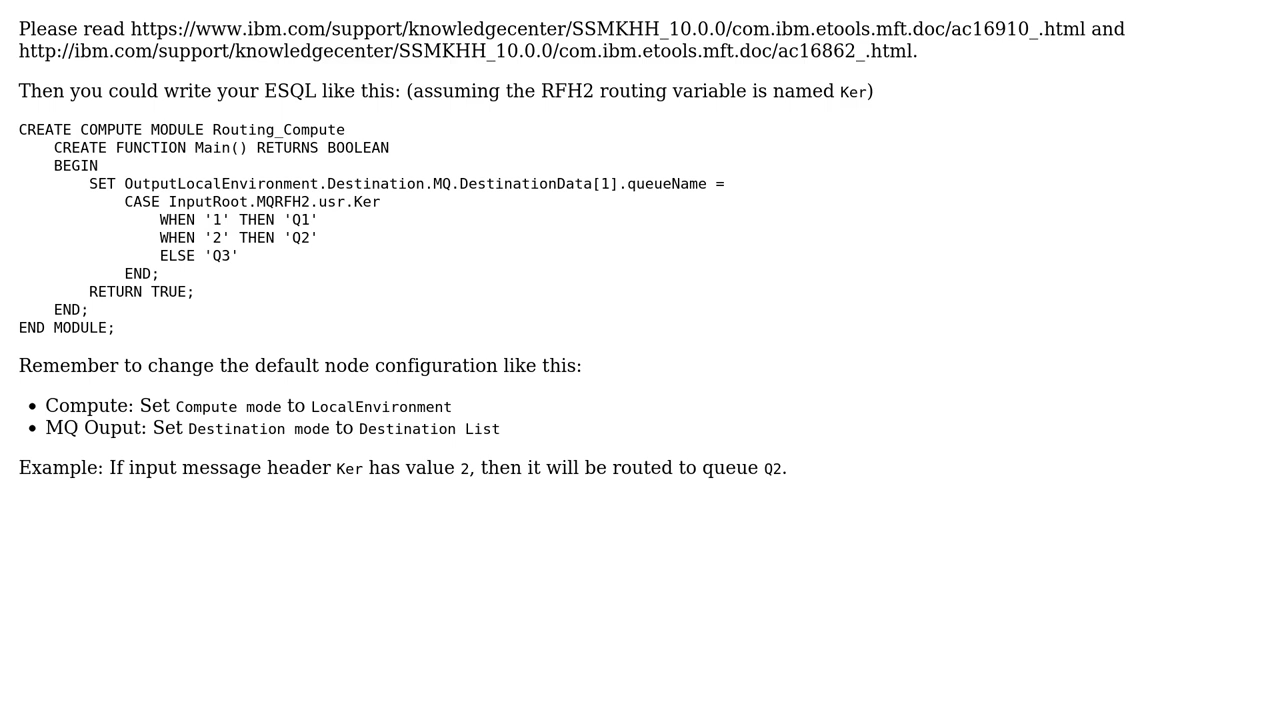 Please read https://www.ibm.com/support/knowledgecenter/SSMKHH_10.0.0/com.ibm.etools.mft.doc/ac16910_.html and
http://ibm.com/support/knowledgecenter/SSMKHH_10.0.0/com.ibm.etools.mft.doc/ac16862_.html.
Then you could write your ESQL like this: (assuming the RFH2 routing variable is named Ker)
CREATE COMPUTE MODULE Routing_Compute
    CREATE FUNCTION Main() RETURNS BOOLEAN
    BEGIN
        SET OutputLocalEnvironment.Destination.MQ.DestinationData[1].queueName =
            CASE InputRoot.MQRFH2.usr.Ker
                WHEN '1' THEN 'Q1'
                WHEN '2' THEN 'Q2'
                ELSE 'Q3'
            END;
        RETURN TRUE;
    END;
END MODULE;
Remember to change the default node configuration like this:
• Compute: Set Compute mode to LocalEnvironment
• MQ Ouput: Set Destination mode to Destination List
Example: If input message header Ker has value 2, then it will be routed to queue Q2.